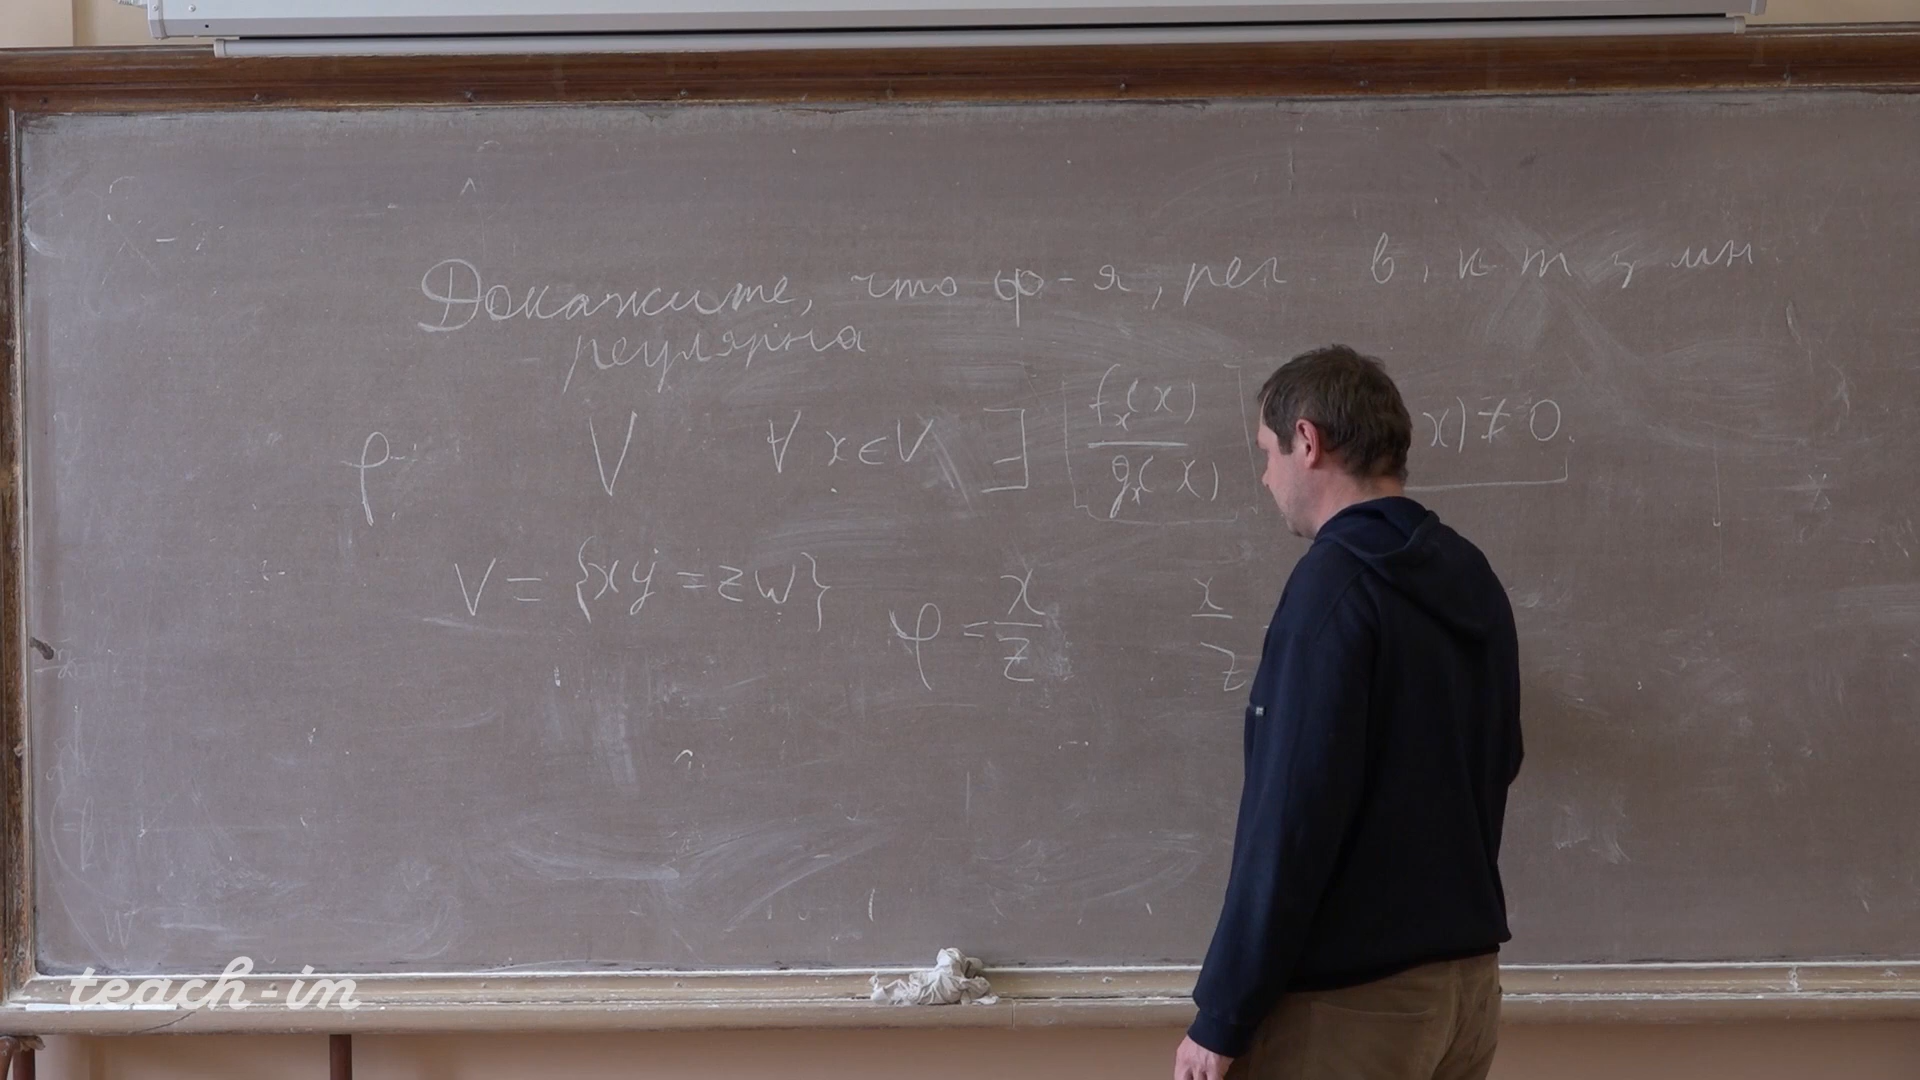 Докажите, что ф-я, рег. в, к т з мн.
регулярна
φ V ∀ x ∈ V ∃ f_x(x) / g_x(x) x) ≠ 0.
V = {xy = zw} φ = x/z x/z
teach-in